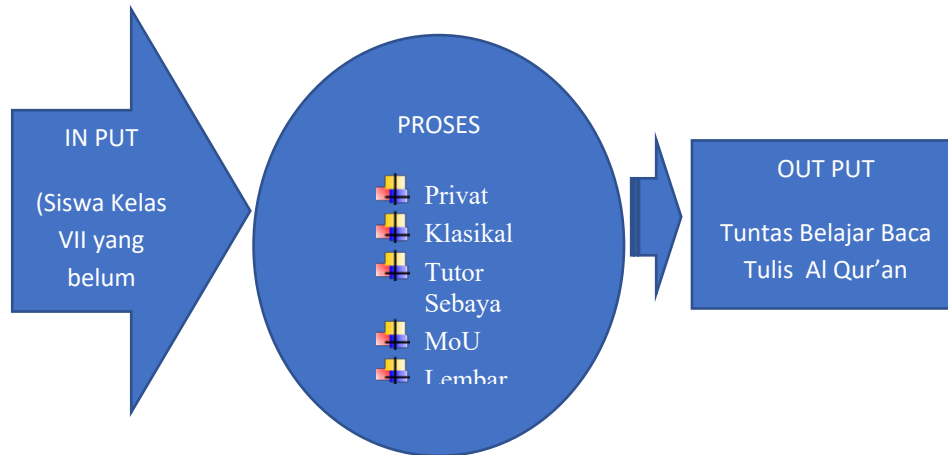 IN PUT
(Siswa Kelas
VII yang
belum
PROSES
Privat
Klasikal
Tutor
Sebaya
MoU
Lembar
OUT PUT
Tuntas Belajar Baca
Tulis Al Qur’an